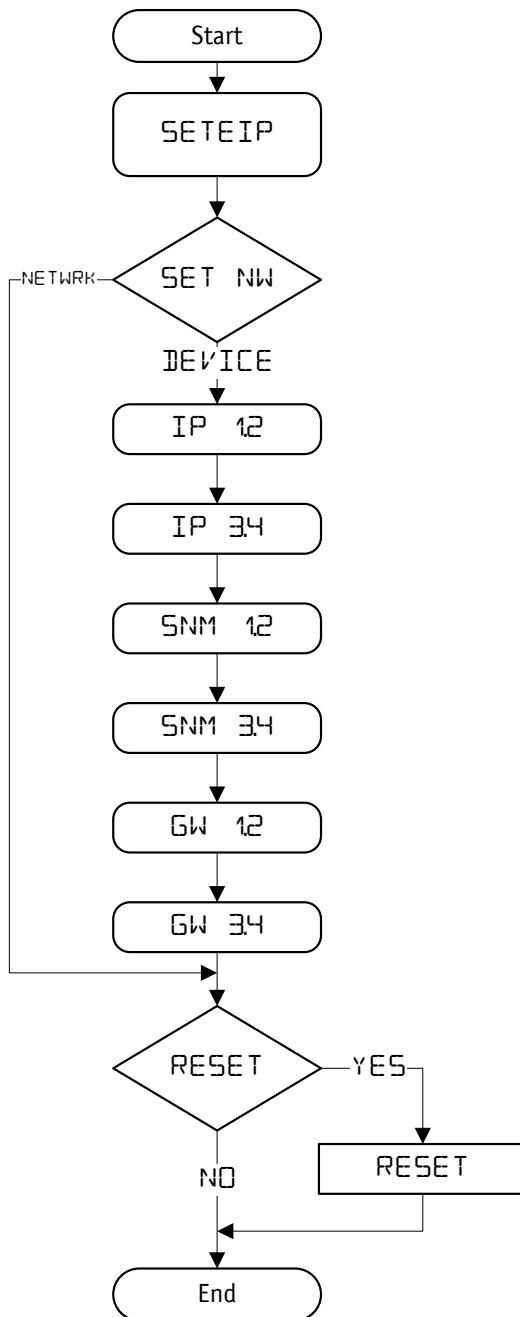 Start
SETEIP
SET NW
NETWRK
DEVICE
IP 1.2
IP 3.4
SNM 1.2
SNM 3.4
GW 1.2
GW 3.4
RESET
YES
RESET
NO
End